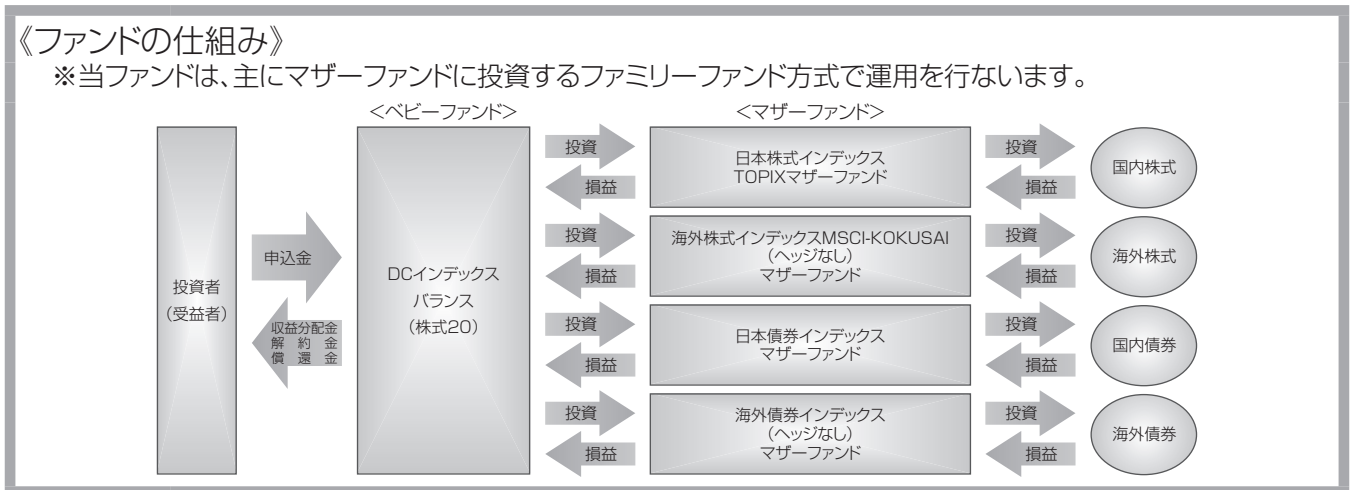 《ファンドの仕組み》
※当ファンドは、主にマザーファンドに投資するファミリーファンド方式で運用を行ないます。
<ベビーファンド>
<マザーファンド>
投資者
(受益者)
申込金
収益分配金
解約金
償還金
DCインデックス
バランス
(株式20)
投資
損益
日本株式インデックス
TOPIXマザーファンド
投資
損益
国内株式
投資
損益
海外株式インデックスMSCI-KOKUSAI
(ヘッジなし)
マザーファンド
投資
損益
海外株式
投資
損益
日本債券インデックス
マザーファンド
投資
損益
国内債券
投資
損益
海外債券インデックス
(ヘッジなし)
マザーファンド
投資
損益
海外債券